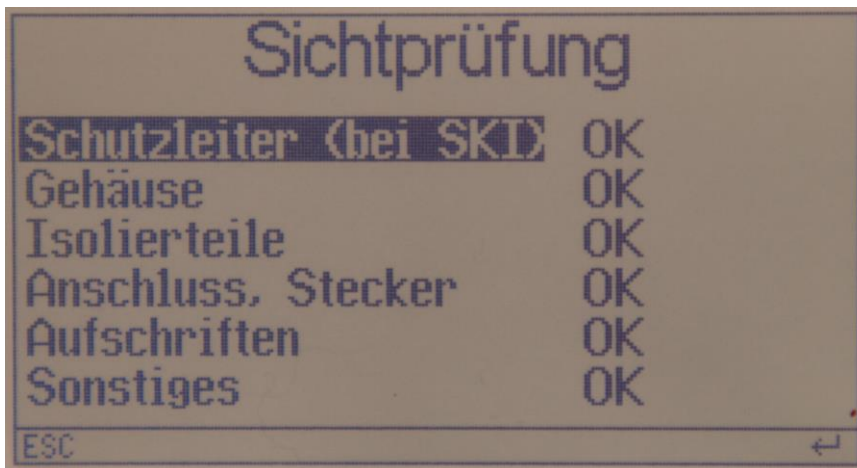 Sichtprüfung
Schutzleiter (bei SKI) OK
Gehäuse OK
Isolierteile OK
Anschluss, Stecker OK
Aufschriften OK
Sonstiges OK
ESC ↵